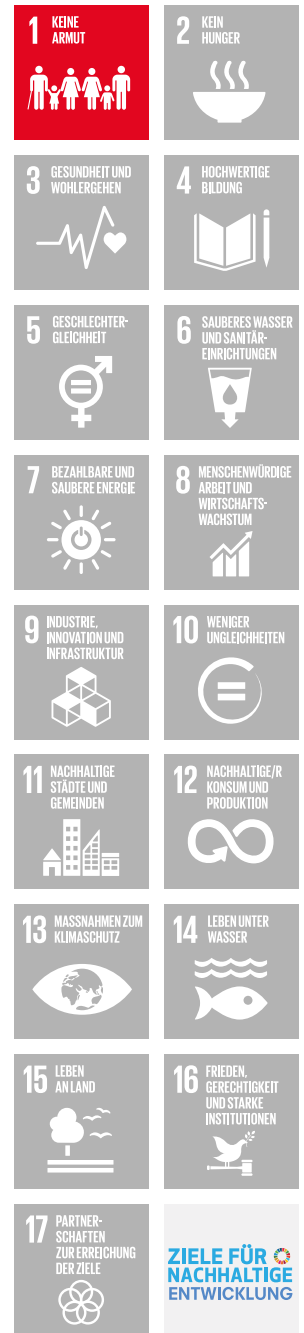 1 KEINE
ARMUT
2 KEIN
HUNGER
3 GESUNDHEIT UND
WOHLERGEHEN
4 HOCHWERTIGE
BILDUNG
5 GESCHLECHTER-
GLEICHHEIT
6 SAUBERES WASSER
UND SANITÄR-
EINRICHTUNGEN
7 BEZAHLBARE UND
SAUBERE ENERGIE
8 MENSCHENWÜRDIGE
ARBEIT UND
WIRTSCHAFTS-
WACHSTUM
9 INDUSTRIE,
INNOVATION UND
INFRASTRUKTUR
10 WENIGER
UNGLEICHHEITEN
11 NACHHALTIGE
STÄDTE UND
GEMEINDEN
12 NACHHALTIGE/R
KONSUM UND
PRODUKTION
13 MASSNAHMEN ZUM
KLIMASCHUTZ
14 LEBEN UNTER
WASSER
15 LEBEN
AN LAND
16 FRIEDEN,
GERECHTIGKEIT
UND STARKE
INSTITUTIONEN
17 PARTNER-
SCHAFTEN
ZUR ERREICHUNG
DER ZIELE
ZIELE FÜR
NACHHALTIGE
ENTWICKLUNG